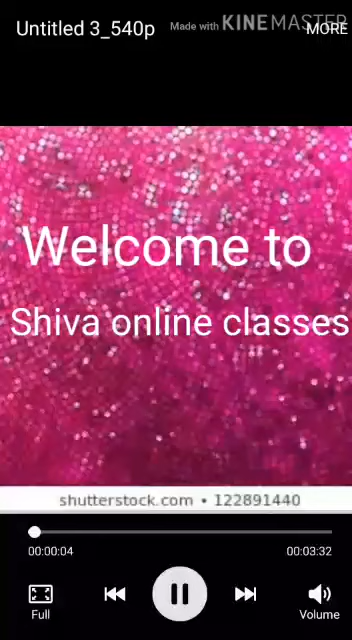 Untitled 3_540p
Made with KINEMASTER
MORE
Welcome to
Shiva online classes
shutterstock.com • 122891440
00:00:04
00:03:32
Full
Volume